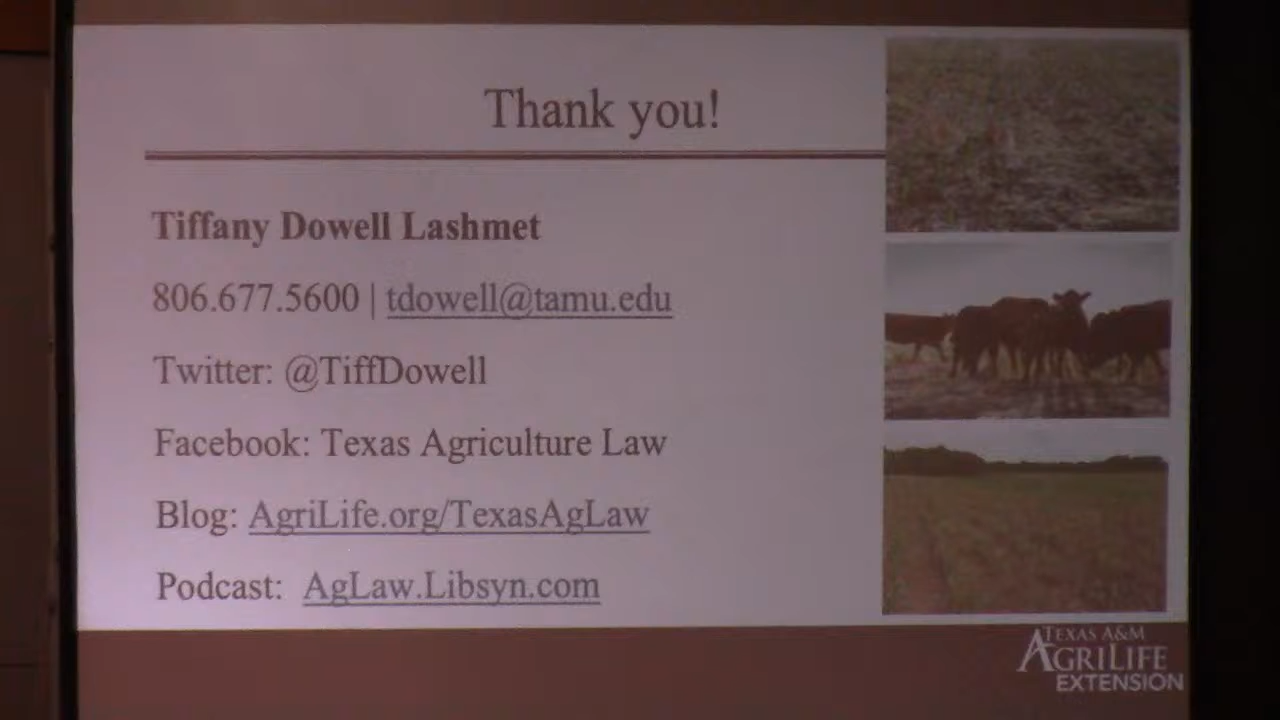 Thank you!
Tiffany Dowell Lashmet
806.677.5600 | tdowell@tamu.edu
Twitter: @TiffDowell
Facebook: Texas Agriculture Law
Blog: AgriLife.org/TexasAgLaw
Podcast: AgLaw.Libsyn.com
TEXAS A&M
AGRILIFE
EXTENSION